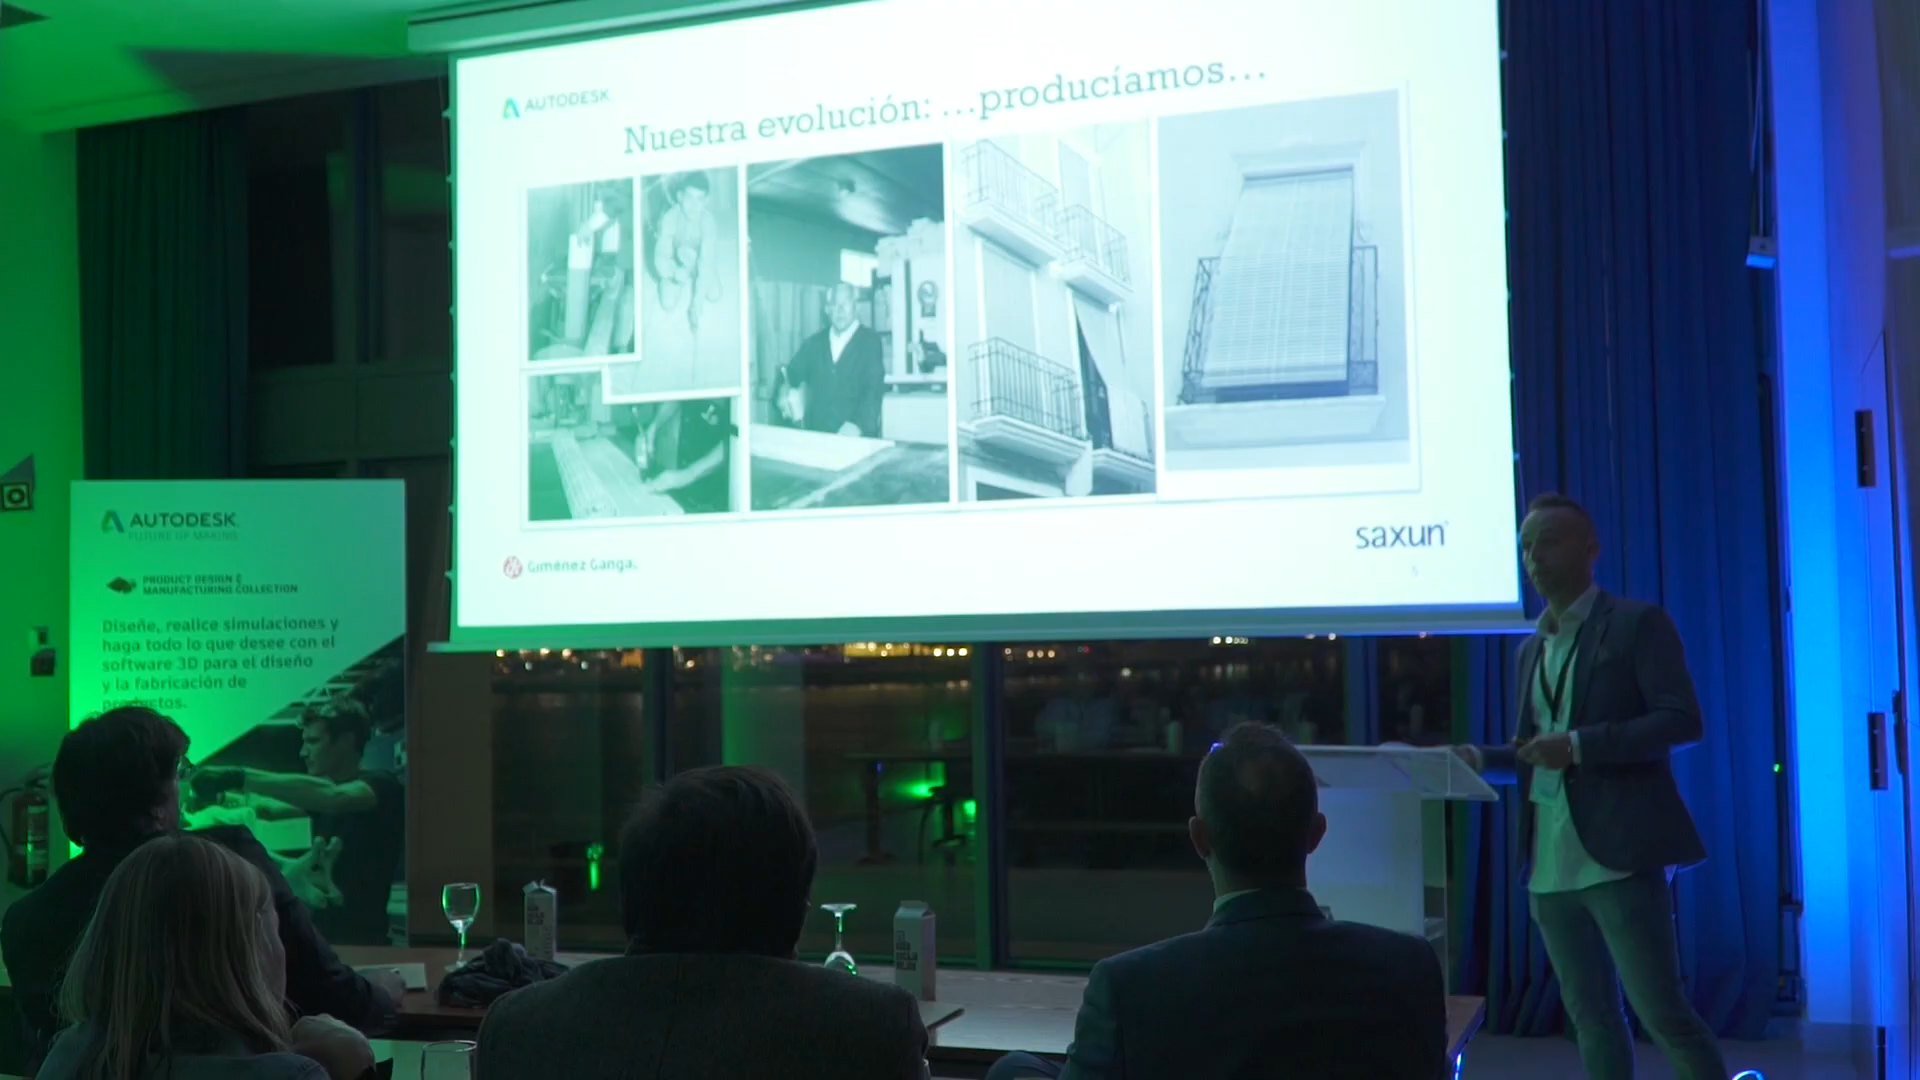 AUTODESK
Nuestra evolución: ...producíamos...
Giménez Ganga
saxun
5
AUTODESK
FUTURE OF MAKING
PRODUCT DESIGN &
MANUFACTURING COLLECTION
Diseñe, realice simulaciones y
haga todo lo que desee con el
software 3D para el diseño
y la fabricación de
productos.